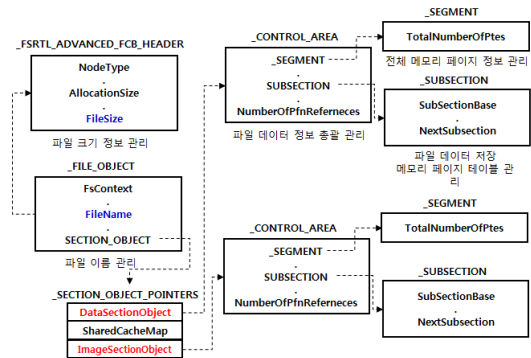 _FSRTL_ADVANCED_FCB_HEADER
NodeType
.
AllocationSize
.
FileSize
파일 크기 정보 관리
_FILE_OBJECT
FsContext
.
FileName
.
SECTION_OBJECT
파일 이름 관리
_SECTION_OBJECT_POINTERS
DataSectionObject
SharedCacheMap
ImageSectionObject
_CONTROL_AREA
_SEGMENT
.
SUBSECTION
.
NumberOfPfnReferneces
파일 데이터 정보 총괄 관리
_CONTROL_AREA
_SEGMENT
.
SUBSECTION
.
NumberOfPfnReferneces
_SEGMENT
TotalNumberOfPtes
전체 메모리 페이지 정보 관리
_SUBSECTION
SubSectionBase
.
NextSubsection
파일 데이터 저장
메모리 페이지 테이블 관
리
_SEGMENT
TotalNumberOfPtes
_SUBSECTION
SubSectionBase
.
NextSubsection